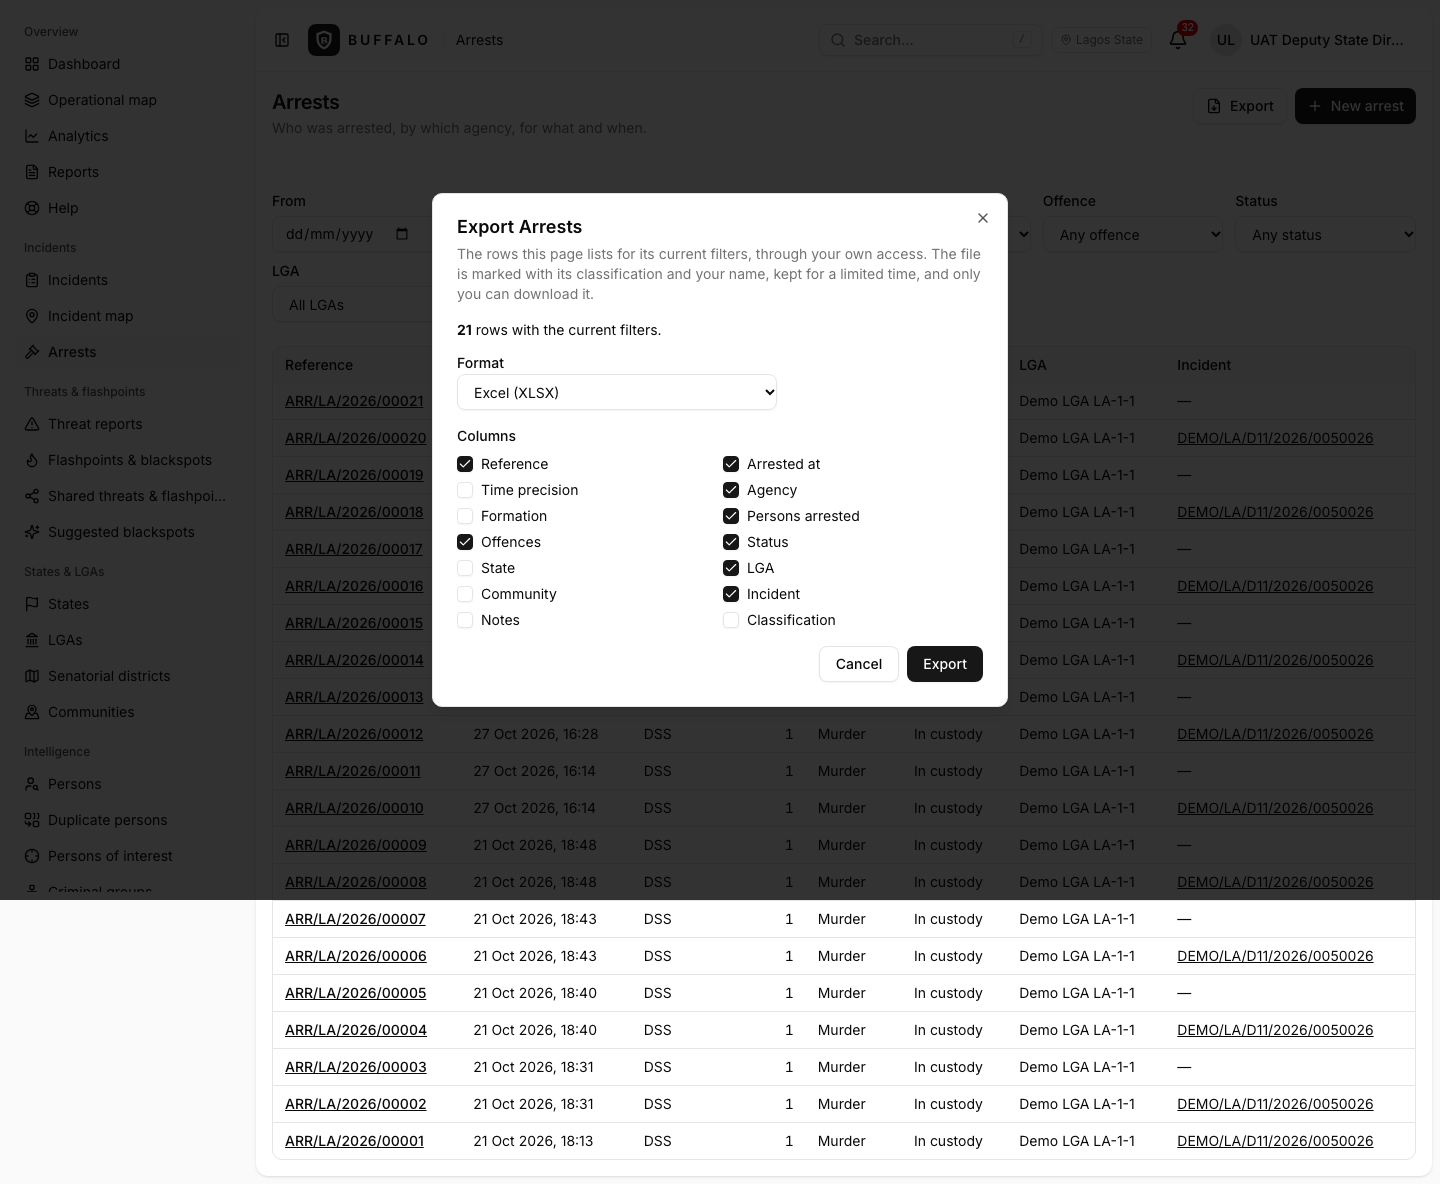 Overview
Dashboard
Operational map
Analytics
Reports
Help
Incidents
Incidents
Incident map
Arrests
Threats & flashpoints
Threat reports
Flashpoints & blackspots
Shared threats & flashpoi...
Suggested blackspots
States & LGAs
States
LGAs
Senatorial districts
Communities
Intelligence
Persons
Duplicate persons
Persons of interest
Criminal groups
BUFFALO Arrests
Search... /
Lagos State
32
UL UAT Deputy State Dir...
Arrests
Who was arrested, by which agency, for what and when.
Export
New arrest
From
dd/mm/yyyy
Offence
Any offence
Status
Any status
LGA
All LGAs
Export Arrests
The rows this page lists for its current filters, through your own access. The file
is marked with its classification and your name, kept for a limited time, and only
you can download it.
21 rows with the current filters.
Format
Excel (XLSX)
Columns
Reference Arrested at
Time precision Agency
Formation Persons arrested
Offences Status
State LGA
Community Incident
Notes Classification
Cancel Export
Reference LGA Incident
ARR/LA/2026/00021 Demo LGA LA-1-1 —
ARR/LA/2026/00020 Demo LGA LA-1-1 DEMO/LA/D11/2026/0050026
ARR/LA/2026/00019 Demo LGA LA-1-1 —
ARR/LA/2026/00018 Demo LGA LA-1-1 DEMO/LA/D11/2026/0050026
ARR/LA/2026/00017 Demo LGA LA-1-1 —
ARR/LA/2026/00016 Demo LGA LA-1-1 DEMO/LA/D11/2026/0050026
ARR/LA/2026/00015 Demo LGA LA-1-1 —
ARR/LA/2026/00014 Demo LGA LA-1-1 DEMO/LA/D11/2026/0050026
ARR/LA/2026/00013 Demo LGA LA-1-1 —
ARR/LA/2026/00012 27 Oct 2026, 16:28 DSS 1 Murder In custody Demo LGA LA-1-1 DEMO/LA/D11/2026/0050026
ARR/LA/2026/00011 27 Oct 2026, 16:14 DSS 1 Murder In custody Demo LGA LA-1-1 —
ARR/LA/2026/00010 27 Oct 2026, 16:14 DSS 1 Murder In custody Demo LGA LA-1-1 DEMO/LA/D11/2026/0050026
ARR/LA/2026/00009 21 Oct 2026, 18:48 DSS 1 Murder In custody Demo LGA LA-1-1 —
ARR/LA/2026/00008 21 Oct 2026, 18:48 DSS 1 Murder In custody Demo LGA LA-1-1 DEMO/LA/D11/2026/0050026
ARR/LA/2026/00007 21 Oct 2026, 18:43 DSS 1 Murder In custody Demo LGA LA-1-1 —
ARR/LA/2026/00006 21 Oct 2026, 18:43 DSS 1 Murder In custody Demo LGA LA-1-1 DEMO/LA/D11/2026/0050026
ARR/LA/2026/00005 21 Oct 2026, 18:40 DSS 1 Murder In custody Demo LGA LA-1-1 —
ARR/LA/2026/00004 21 Oct 2026, 18:40 DSS 1 Murder In custody Demo LGA LA-1-1 DEMO/LA/D11/2026/0050026
ARR/LA/2026/00003 21 Oct 2026, 18:31 DSS 1 Murder In custody Demo LGA LA-1-1 —
ARR/LA/2026/00002 21 Oct 2026, 18:31 DSS 1 Murder In custody Demo LGA LA-1-1 DEMO/LA/D11/2026/0050026
ARR/LA/2026/00001 21 Oct 2026, 18:13 DSS 1 Murder In custody Demo LGA LA-1-1 DEMO/LA/D11/2026/0050026